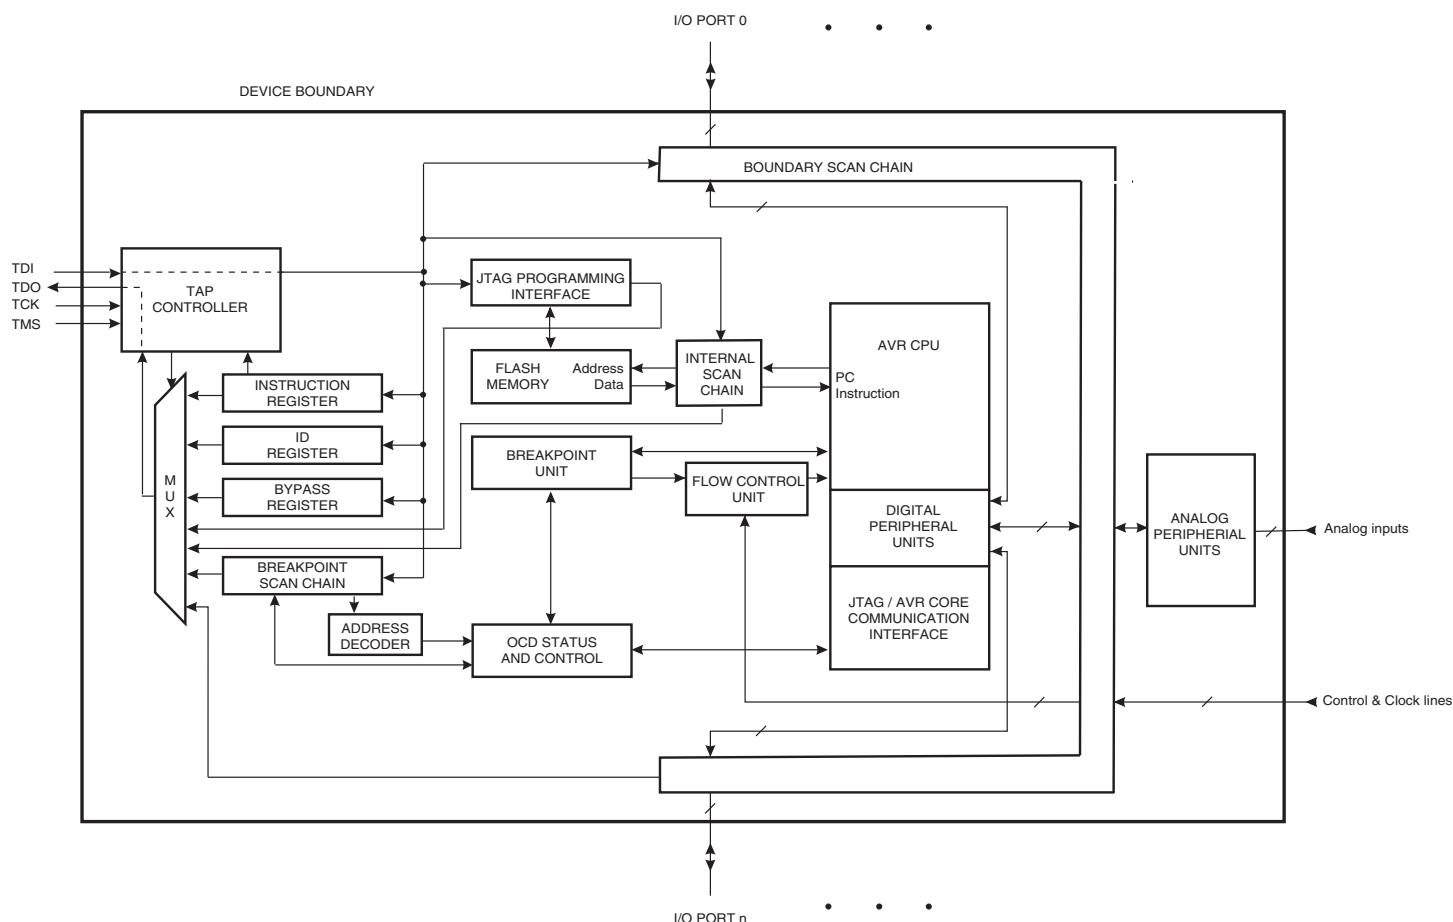 I/O PORT 0
DEVICE BOUNDARY
BOUNDARY SCAN CHAIN
TDI
TDO
TCK
TMS
TAP
CONTROLLER
JTAG PROGRAMMING
INTERFACE
FLASH
MEMORY
Address
Data
INTERNAL
SCAN
CHAIN
AVR CPU
PC
Instruction
INSTRUCTION
REGISTER
ID
REGISTER
BYPASS
REGISTER
M
U
X
BREAKPOINT
UNIT
FLOW CONTROL
UNIT
DIGITAL
PERIPHERAL
UNITS
ANALOG
PERIPHERIAL
UNITS
Analog inputs
BREAKPOINT
SCAN CHAIN
ADDRESS
DECODER
OCD STATUS
AND CONTROL
JTAG / AVR CORE
COMMUNICATION
INTERFACE
Control & Clock lines
I/O PORT n